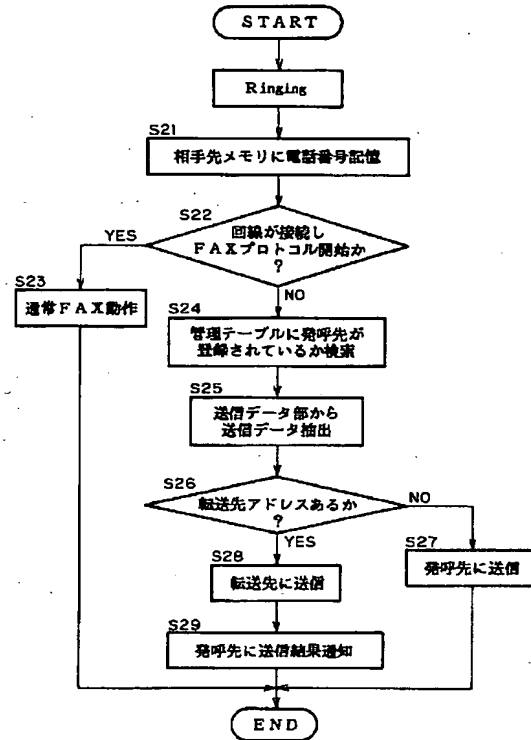 START
Ringing
S21
相手先メモリに電話番号記憶
S22
回線が接続し
FAXプロトコル開始か
?
YES
NO
S23
通常FAX動作
S24
管理テーブルに発呼先が
登録されているか検索
S25
送信データ部から
送信データ抽出
S26
転送先アドレスあるか
?
NO
YES
S27
発呼先に送信
S28
転送先に送信
S29
発呼先に送信結果通知
END